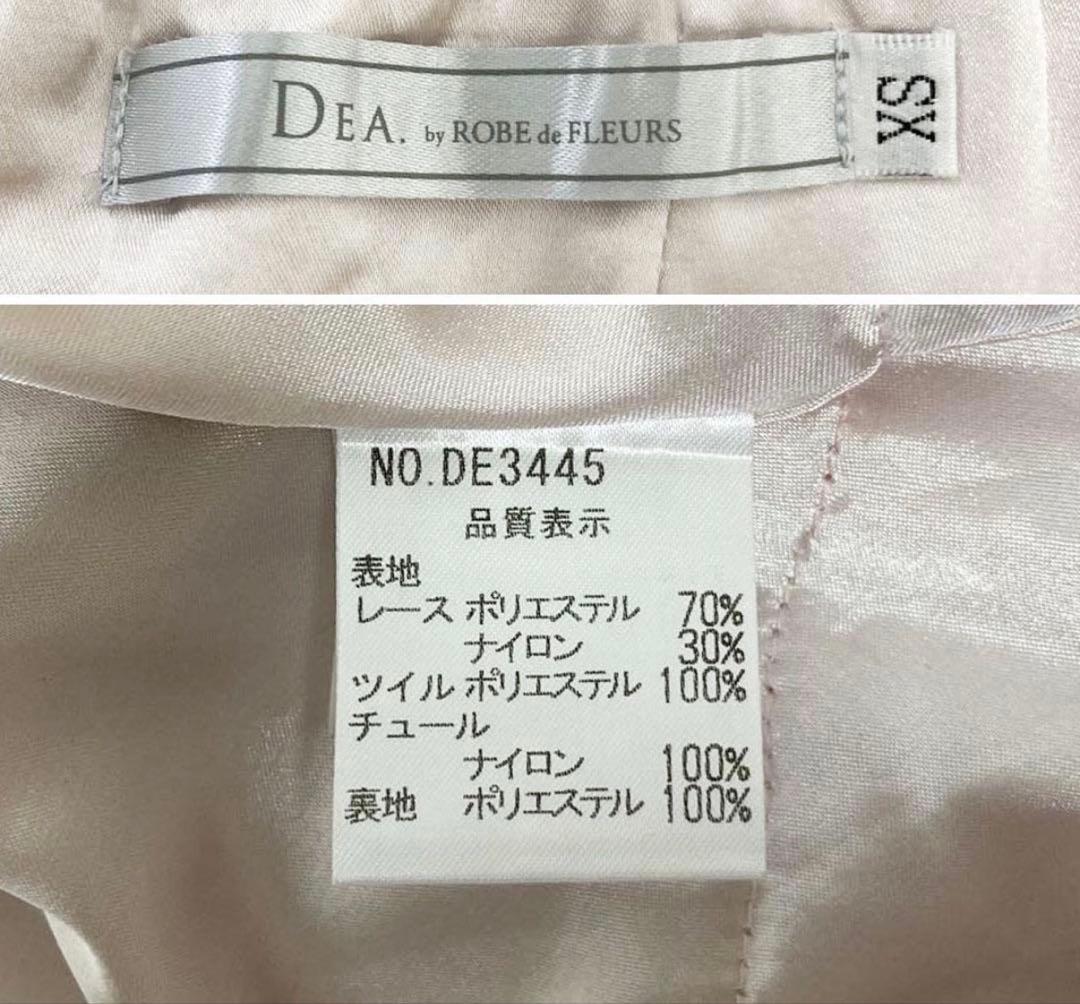 DEA. by ROBE de FLEURS
XS
NO.DE3445
品質表示
表地
レース ポリエステル 70%
ナイロン 30%
ツイル ポリエステル 100%
チュール
ナイロン 100%
裏地 ポリエステル 100%